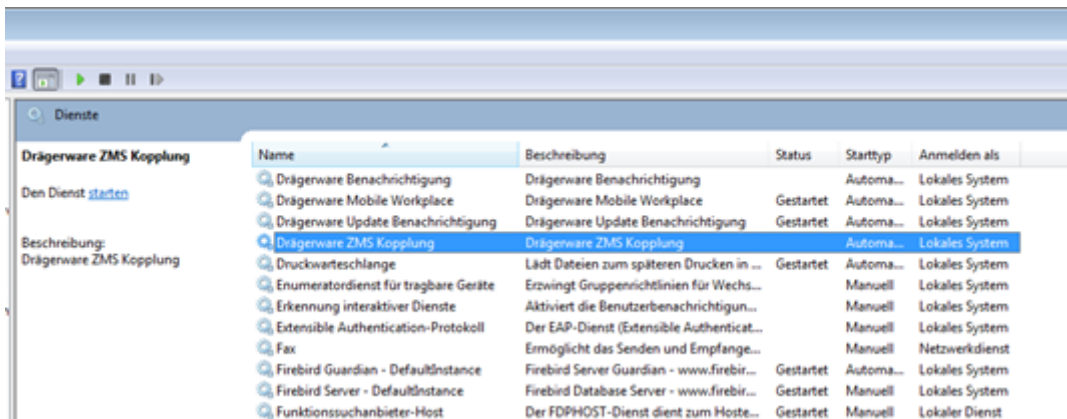 Dienste
Drägerware ZMS Kopplung
Den Dienst starten
Beschreibung:
Drägerware ZMS Kopplung
Name Beschreibung Status Starttyp Anmelden als
Drägerware Benachrichtigung Drägerware Benachrichtigung Automa... Lokales System
Drägerware Mobile Workplace Drägerware Mobile Workplace Gestartet Automa... Lokales System
Drägerware Update Benachrichtigung Drägerware Update Benachrichtigung Gestartet Automa... Lokales System
Drägerware ZMS Kopplung Drägerware ZMS Kopplung Automa... Lokales System
Druckwarteschlange Lädt Dateien zum späteren Drucken in ... Gestartet Automa... Lokales System
Enumeratordienst für tragbare Geräte Erzwingt Gruppenrichtlinien für Wechs... Manuell Lokales System
Erkennung interaktiver Dienste Aktiviert die Benutzerbenachrichtigun... Manuell Lokales System
Extensible Authentication-Protokoll Der EAP-Dienst (Extensible Authenticat... Manuell Lokales System
Fax Ermöglicht das Senden und Empfange... Manuell Netzwerkdienst
Firebird Guardian - DefaultInstance Firebird Server Guardian - www.firebir... Gestartet Automa... Lokales System
Firebird Server - DefaultInstance Firebird Database Server - www.firebir... Gestartet Manuell Lokales System
Funktionssuchanbieter-Host Der FDPHOST-Dienst dient zum Hoste... Gestartet Manuell Lokaler Dienst